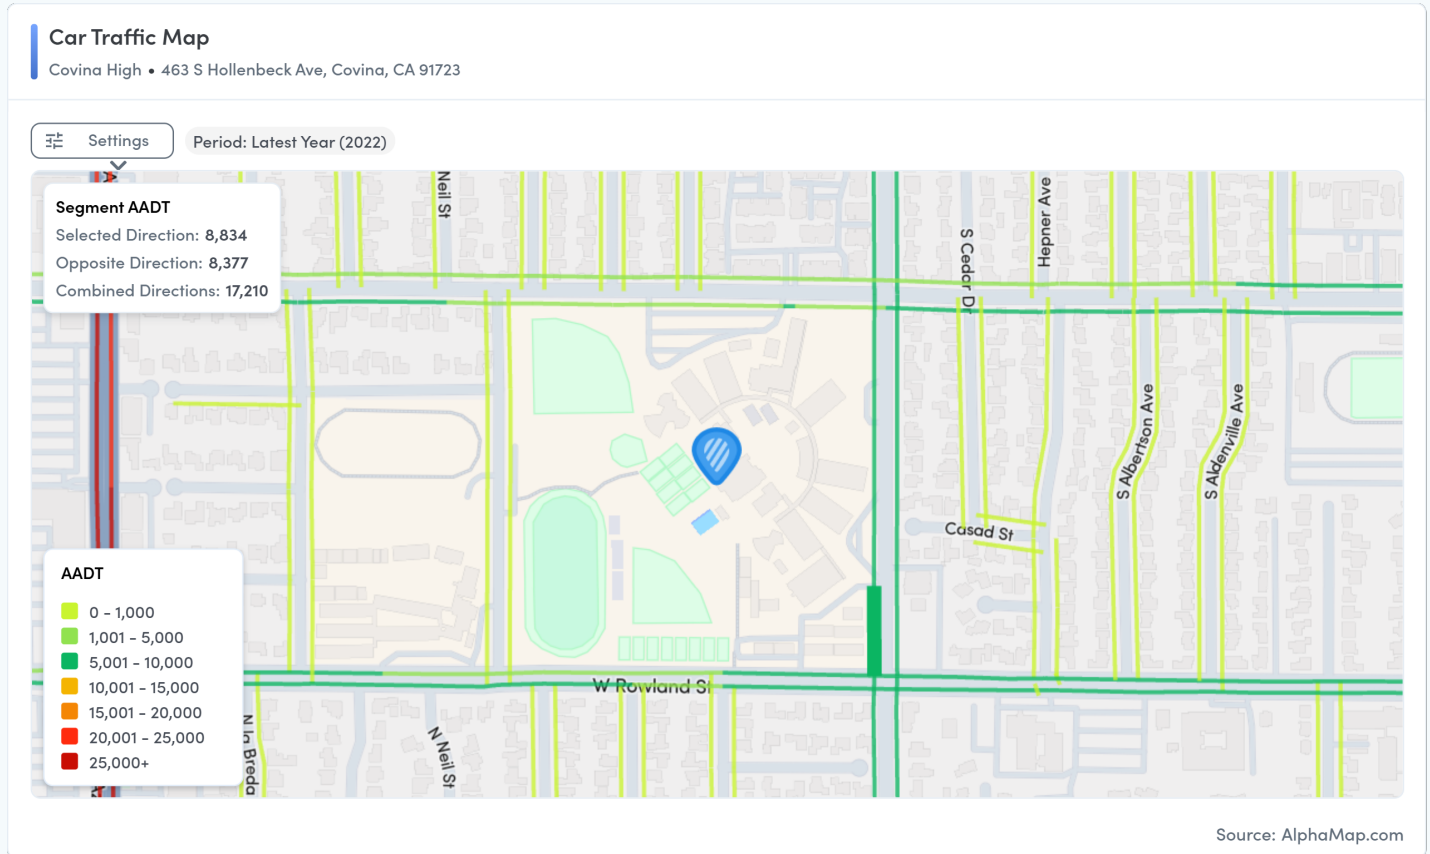 Car Traffic Map
Covina High • 463 S Hollenbeck Ave, Covina, CA 91723
Settings
Period: Latest Year (2022)
Segment AADT
Selected Direction: 8,834
Opposite Direction: 8,377
Combined Directions: 17,210
Neil St
S Cedar Dr
Hepner Ave
S Albertson Ave
S Aldenville Ave
Casad St
W Rowland St
N la Breda
N Neil St
AADT
0 - 1,000
1,001 - 5,000
5,001 - 10,000
10,001 - 15,000
15,001 - 20,000
20,001 - 25,000
25,000+
Source: AlphaMap.com